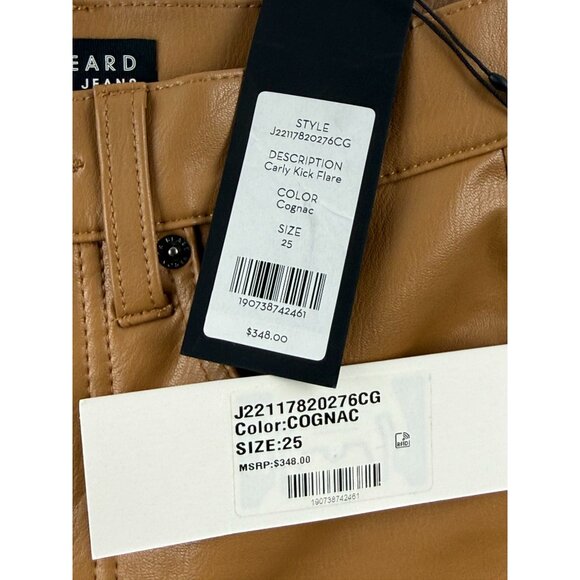 EARD
JEANS
STYLE
J22117820276CG
DESCRIPTION
Carly Kick Flare
COLOR
Cognac
SIZE
25
190738742461
$348.00
J22117820276CG
Color:COGNAC
SIZE:25
MSRP:$348.00
RFID
190738742461